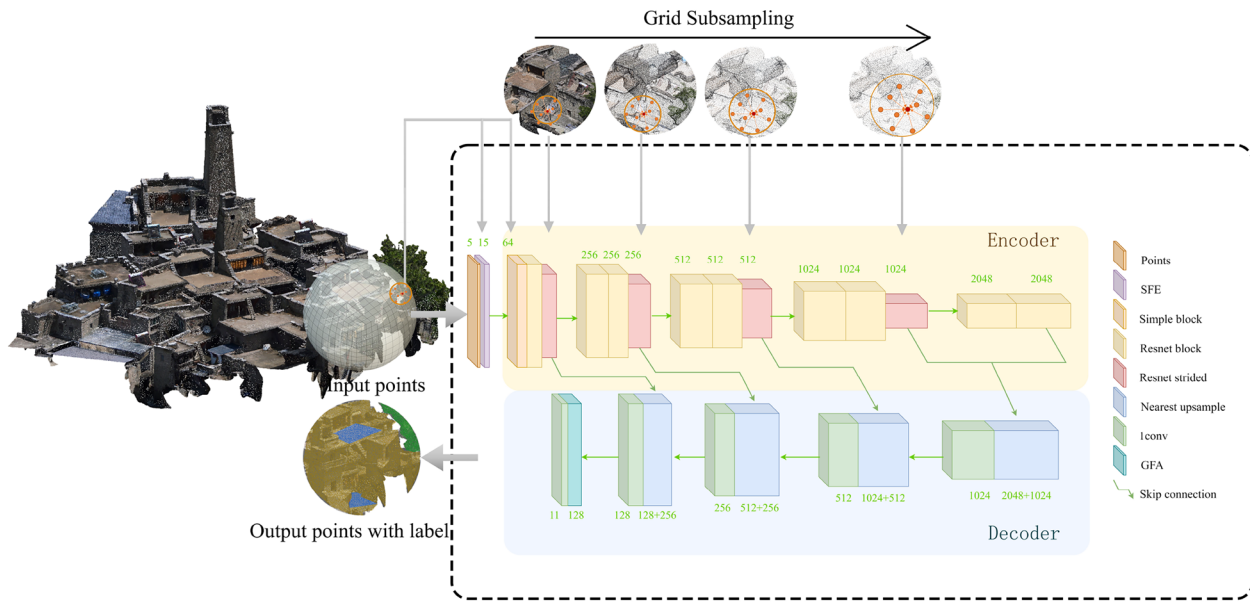 Grid Subsampling
Encoder
5 15 64
256 256 256
512 512 512
1024 1024 1024
2048 2048
Points
SFE
Simple block
Resnet block
Resnet strided
Nearest upsample
1conv
GFA
Skip connection
Input points
Output points with label
11 128
128 128+256
256 512+256
512 1024+512
1024 2048+1024
Decoder